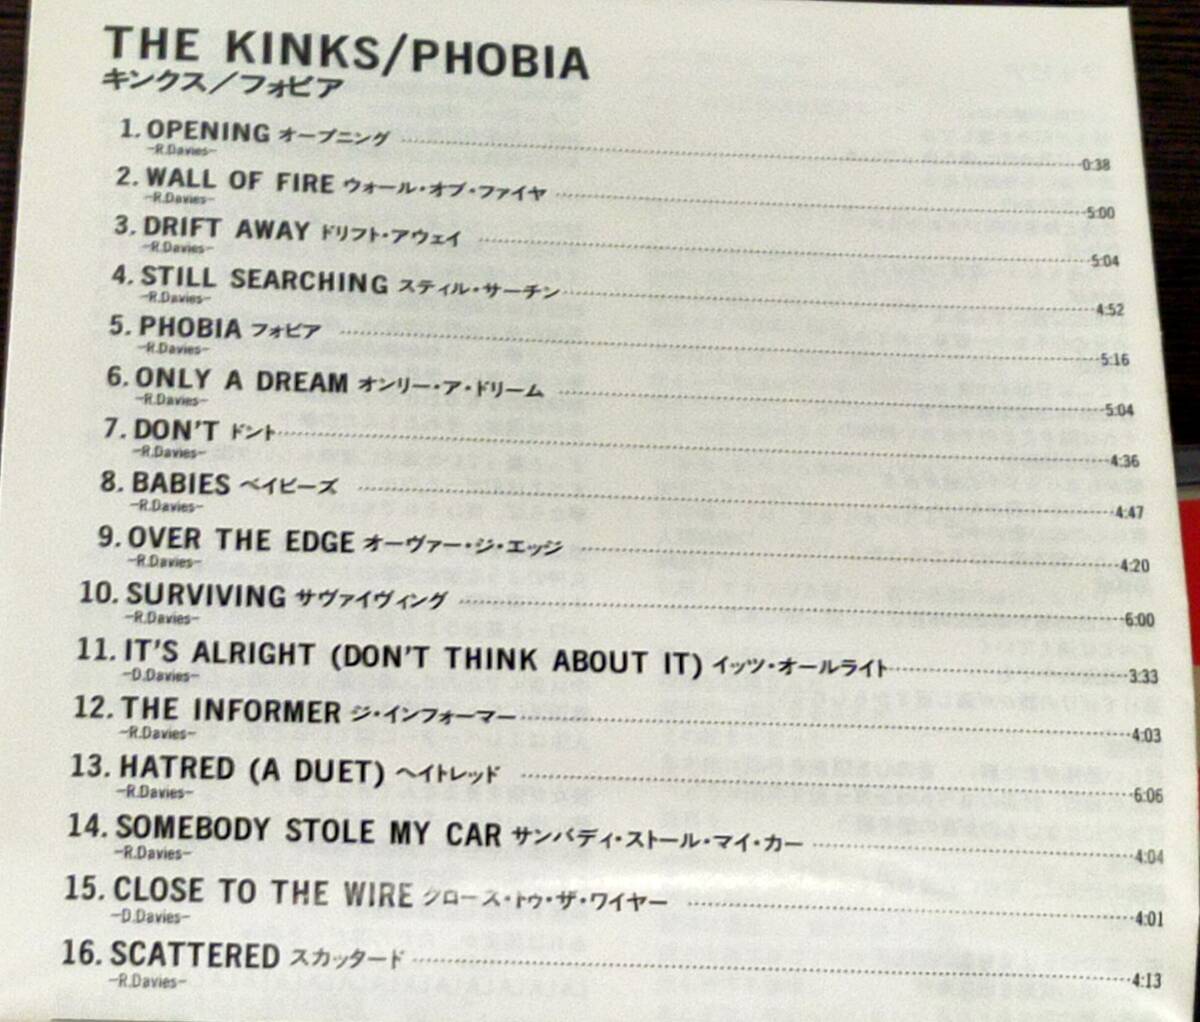 THE KINKS/PHOBIA
キンクス/フォビア
1. OPENING オープニング 0:38
-R.Davies-
2. WALL OF FIRE ウォール・オブ・ファイヤ 5:00
-R.Davies-
3. DRIFT AWAY ドリフト・アウェイ 5:04
-R.Davies-
4. STILL SEARCHING スティル・サーチン 4:52
-R.Davies-
5. PHOBIA フォビア 5:16
-R.Davies-
6. ONLY A DREAM オンリー・ア・ドリーム 5:04
-R.Davies-
7. DON'T ドント 4:36
-R.Davies-
8. BABIES ベイビーズ 4:47
-R.Davies-
9. OVER THE EDGE オーヴァー・ジ・エッジ 4:20
-R.Davies-
10. SURVIVING サヴァイヴィング 6:00
-R.Davies-
11. IT'S ALRIGHT (DON'T THINK ABOUT IT) イッツ・オールライト 3:33
-D.Davies-
12. THE INFORMER ジ・インフォーマー 4:03
-R.Davies-
13. HATRED (A DUET) ヘイトレッド 6:06
-R.Davies-
14. SOMEBODY STOLE MY CAR サンバディ・ストール・マイ・カー 4:04
-R.Davies-
15. CLOSE TO THE WIRE クロース・トゥ・ザ・ワイヤー 4:01
-D.Davies-
16. SCATTERED スカッタード 4:13
-R.Davies-